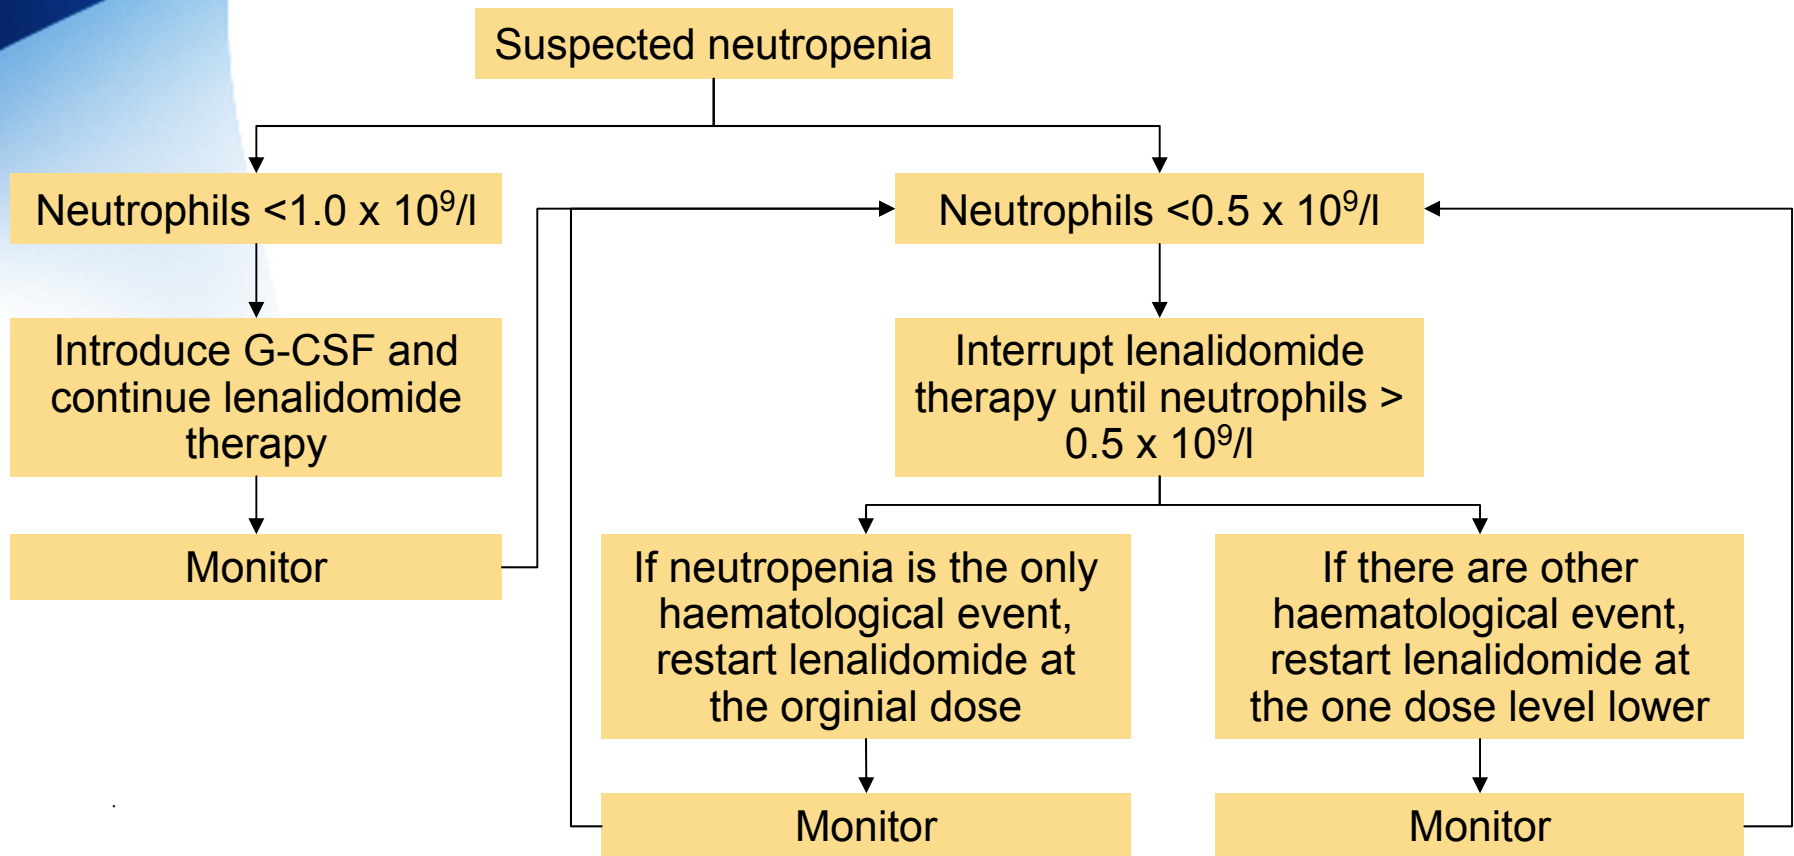 Suspected neutropenia
Neutrophils <1.0 x 10⁹/l
Neutrophils <0.5 x 10⁹/l
Introduce G-CSF and
continue lenalidomide
therapy
Interrupt lenalidomide
therapy until neutrophils >
0.5 x 10⁹/l
Monitor
If neutropenia is the only
haematological event,
restart lenalidomide at
the orginial dose
If there are other
haematological event,
restart lenalidomide at
the one dose level lower
Monitor
Monitor